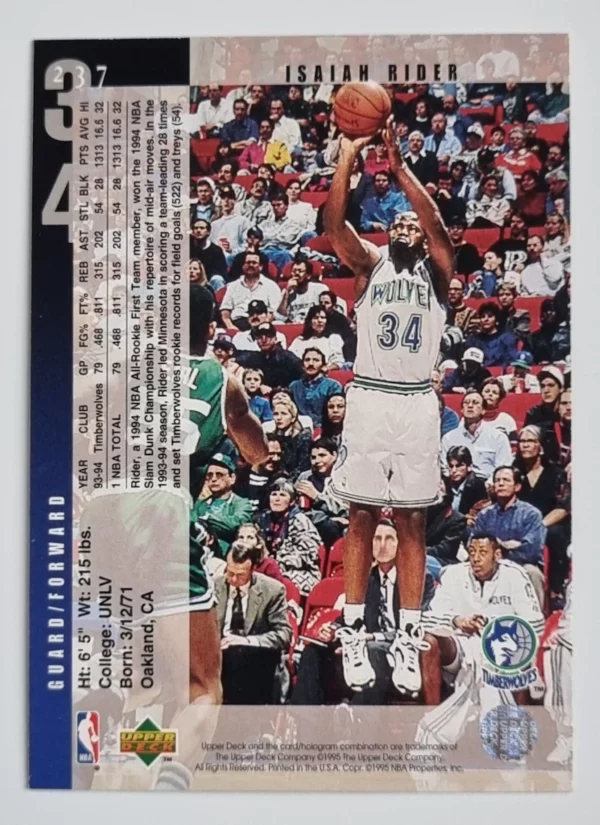 237
34
ISAIAH RIDER
GUARD/FORWARD
Ht: 6' 5" Wt: 215 lbs.
College: UNLV
Born: 3/12/71
Oakland, CA
YEAR CLUB GP FG% FT% REB AST STL BLK PTS AVG HI
93-94 Timberwolves 79 .468 .811 315 202 54 28 1313 16.6 32
1 NBA TOTAL 79 .468 .811 315 202 54 28 1313 16.6 32
Rider, a 1994 NBA All-Rookie First Team member, won the 1994 NBA
Slam Dunk Championship with his repertoire of mid-air moves. In the
1993-94 season, Rider led Minnesota in scoring a team-leading 28 times
and set Timberwolves rookie records for field goals (522) and treys (54).
WOLVE
34
WOLVES
TIMBERWOLVES
TM
NBA
UPPER
DECK
Upper Deck and the card/hologram combination are trademarks of
The Upper Deck Company ©1995 The Upper Deck Company.
All Rights Reserved. Printed in the U.S.A. Copr. ©1995 NBA Properties, Inc.